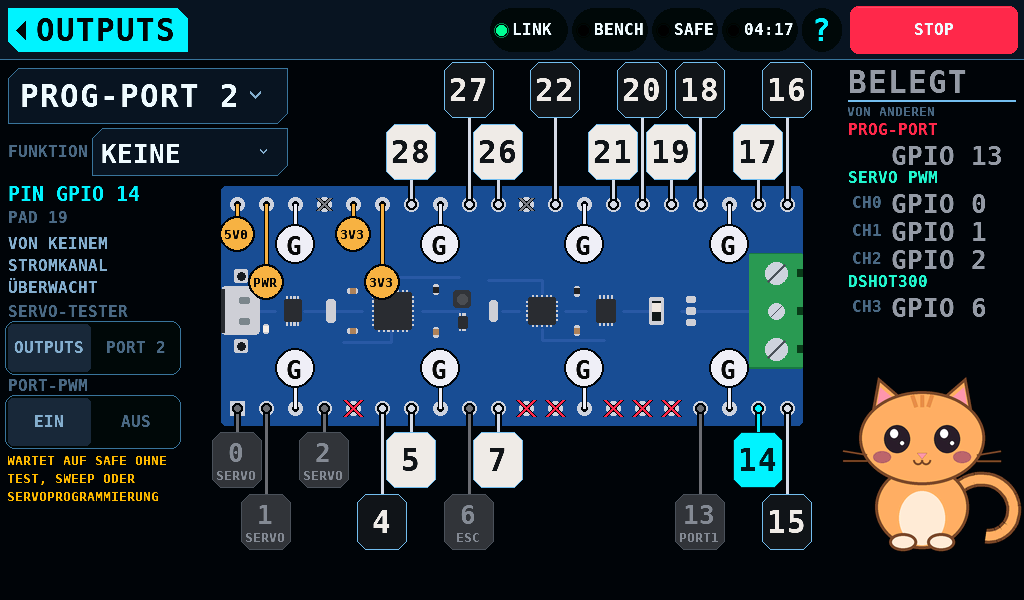 OUTPUTS
LINK
BENCH
SAFE
04:17
?
STOP
PROG-PORT 2
FUNKTION KEINE
PIN GPIO 14
PAD 19
VON KEINEM
STROMKANAL
ÜBERWACHT
SERVO-TESTER
OUTPUTS PORT 2
PORT-PWM
EIN AUS
WARTET AUF SAFE OHNE
TEST, SWEEP ODER
SERVOPROGRAMMIERUNG
27 22 20 18 16
28 26 21 19 17
5V0 G 3V3 G G G
PWR 3V3
G G G G
0 SERVO
2 SERVO
5
7
14
1 SERVO
4
6 ESC
13 PORT1
15
BELEGT
VON ANDEREN
PROG-PORT
GPIO 13
SERVO PWM
CH0 GPIO 0
CH1 GPIO 1
CH2 GPIO 2
DSHOT300
CH3 GPIO 6